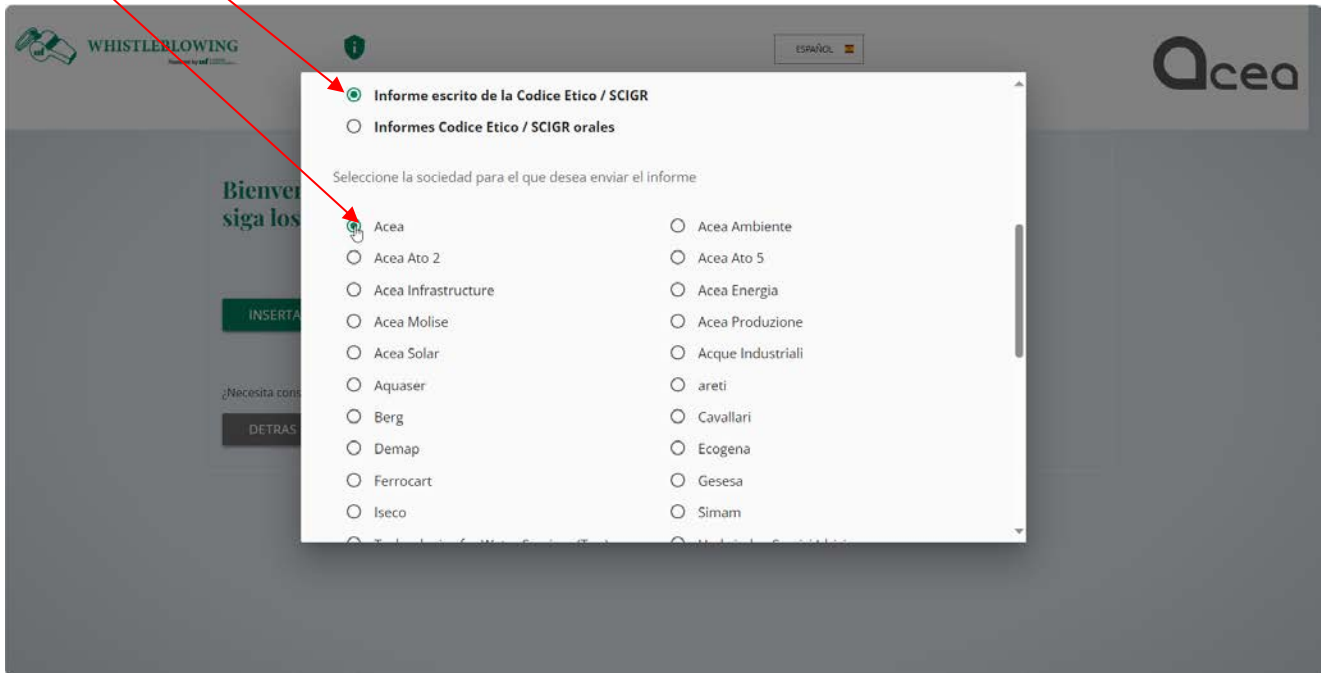 WHISTLEBLOWING
ESPAÑOL
acea
Informe escrito de la Codice Etico / SCIGR
Informes Codice Etico / SCIGR orales
Seleccione la sociedad para el que desea enviar el informe
Bienve
siga los
Acea
Acea Ambiente
Acea Ato 2
Acea Ato 5
Acea Infrastructure
Acea Energia
INSERTA
Acea Molise
Acea Produzione
Acea Solar
Acque Industriali
Aquaser
areti
¿Necesita cons
Berg
Cavallari
DETRAS
Demap
Ecogena
Ferrocart
Gesesa
Iseco
Simam